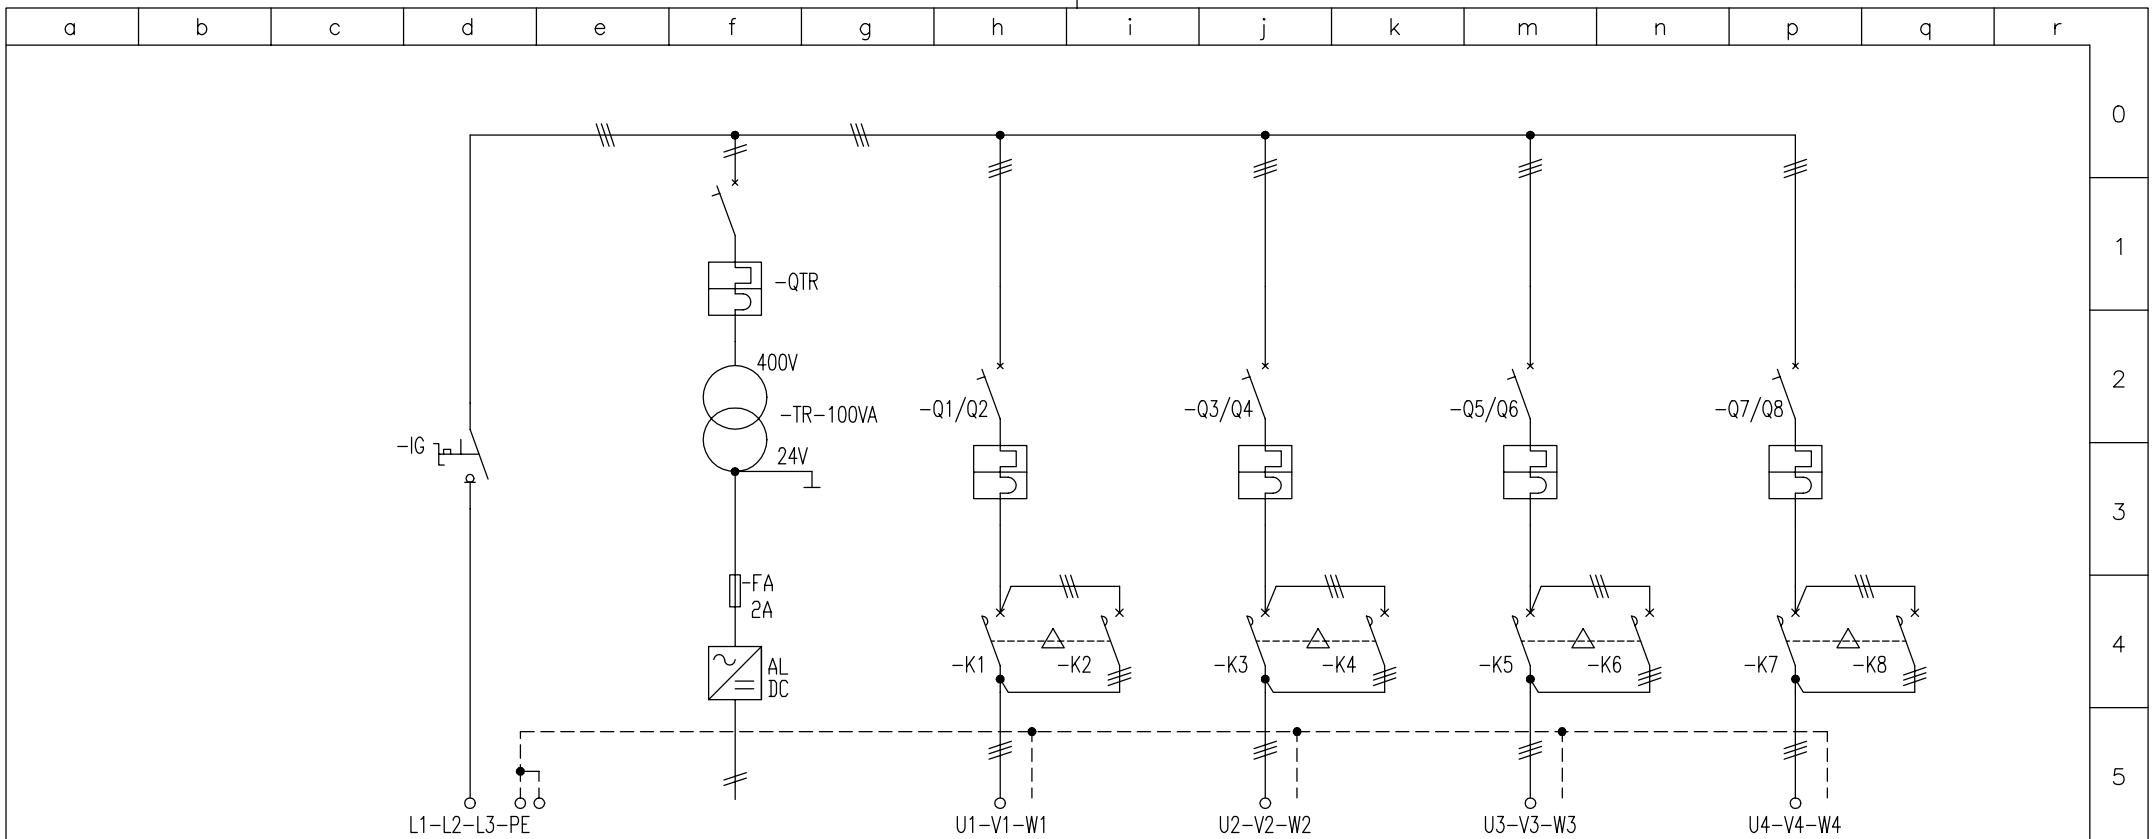 a b c d e f g h i j k m n p q r
0
1
-QTR
400V
2
-TR-100VA
-Q1/Q2 -Q3/Q4 -Q5/Q6 -Q7/Q8
-IG
24V
3
-FA
2A
4
-K1 -K2 -K3 -K4 -K5 -K6 -K7 -K8
AL
DC
5
L1-L2-L3-PE U1-V1-W1 U2-V2-W2 U3-V3-W3 U4-V4-W4